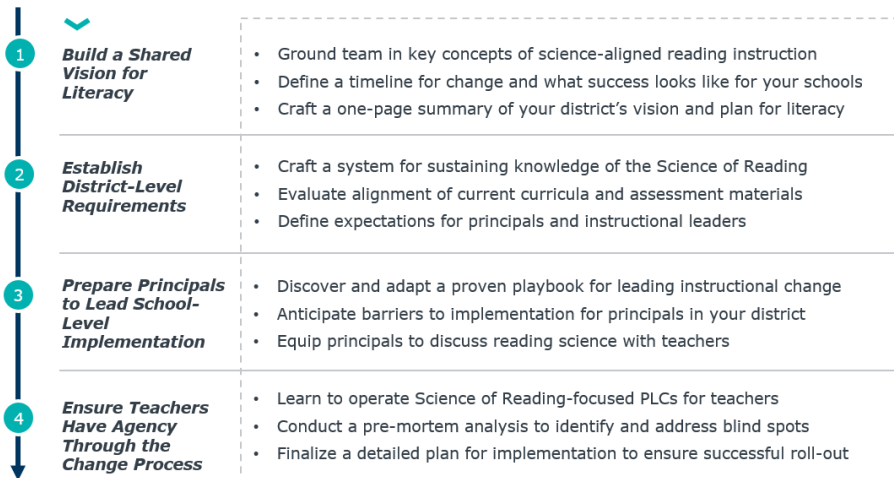 1
Build a Shared
Vision for
Literacy
• Ground team in key concepts of science-aligned reading instruction
• Define a timeline for change and what success looks like for your schools
• Craft a one-page summary of your district’s vision and plan for literacy
2
Establish
District-Level
Requirements
• Craft a system for sustaining knowledge of the Science of Reading
• Evaluate alignment of current curricula and assessment materials
• Define expectations for principals and instructional leaders
3
Prepare Principals
to Lead School-
Level
Implementation
• Discover and adapt a proven playbook for leading instructional change
• Anticipate barriers to implementation for principals in your district
• Equip principals to discuss reading science with teachers
4
Ensure Teachers
Have Agency
Through the
Change Process
• Learn to operate Science of Reading-focused PLCs for teachers
• Conduct a pre-mortem analysis to identify and address blind spots
• Finalize a detailed plan for implementation to ensure successful roll-out